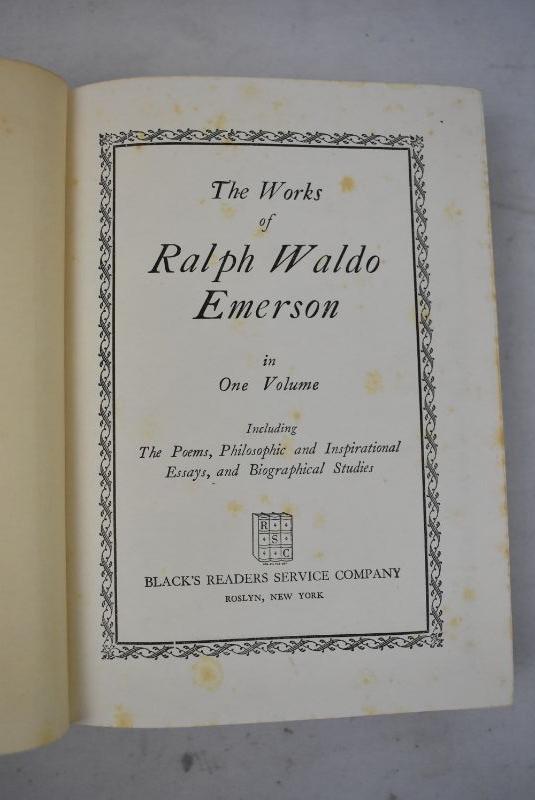 The Works
of
Ralph Waldo
Emerson
in
One Volume
Including
The Poems, Philosophic and Inspirational
Essays, and Biographical Studies
R
S
C
BLACK'S READERS SERVICE COMPANY
ROSLYN, NEW YORK